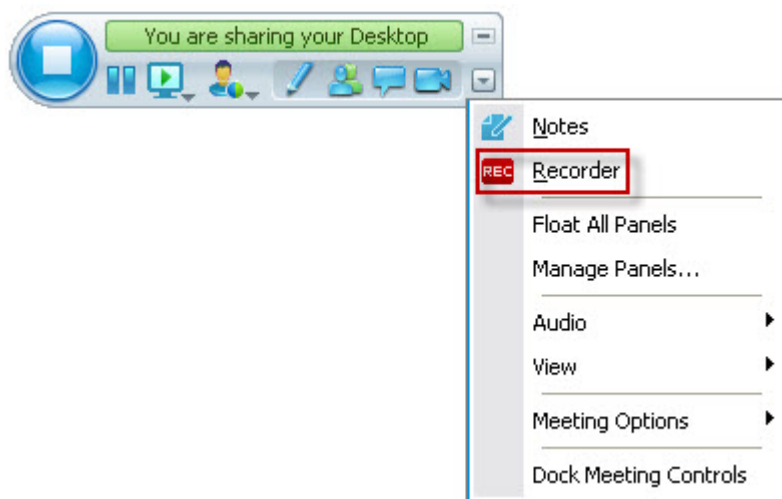 You are sharing your Desktop
Notes
REC Recorder
Float All Panels
Manage Panels...
Audio
View
Meeting Options
Dock Meeting Controls